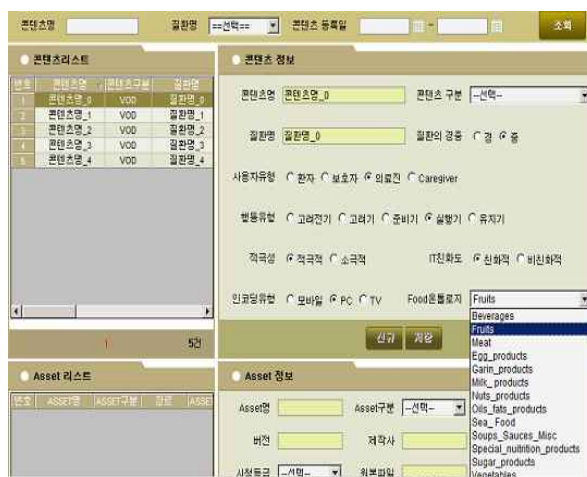 콘텐츠명 질환명 ==선택== 콘텐츠 등록일 - 조회
콘텐츠리스트
번호 콘텐츠명 콘텐츠구분 질환명
1 콘텐츠명_0 VOD 질환명_0
2 콘텐츠명_1 VOD 질환명_1
3 콘텐츠명_2 VOD 질환명_2
4 콘텐츠명_3 VOD 질환명_3
5 콘텐츠명_4 VOD 질환명_4
1 5건
콘텐츠 정보
콘텐츠명 콘텐츠명_0 콘텐츠 구분 --선택--
질환명 질환명_0 질환의 경중 경 중
사용자유형 환자 보호자 의료진 Caregiver
행동유형 고려전기 고려기 준비기 실행기 유지기
적극성 적극적 소극적 IT친화도 친화적 비친화적
인코딩유형 모바일 PC TV Food온톨로지 Fruits
Beverages
Fruits
Meat
Egg_products
Garin_products
Milk_products
Nuts_products
Oils_fats_products
Sea_Food
Soups_Sauces_Misc
Special_nuitrition_products
Sugar_products
Vegetables
신규 저장
Asset 리스트
번호 ASSET명 ASSET구분 장르 ASSE
Asset 정보
Asset명 Asset구분 --선택--
버전 제작사
시청등급 --선택-- 원본파일